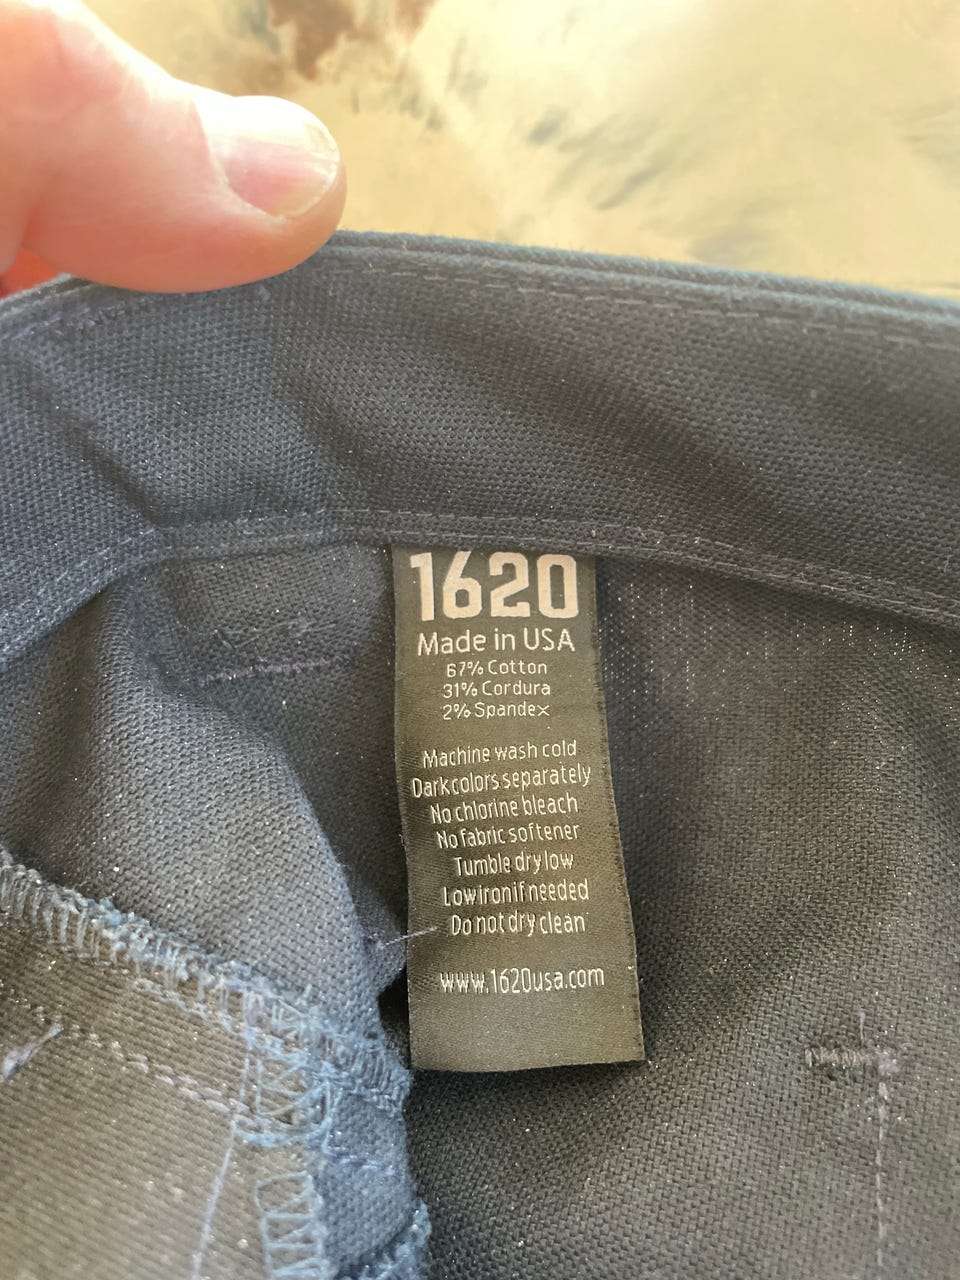 1620
Made in USA
67% Cotton
31% Cordura
2% Spandex
Machine wash cold
Dark colors separately
No chlorine bleach
No fabric softener
Tumble dry low
Low iron if needed
Do not dry clean
www.1620usa.com